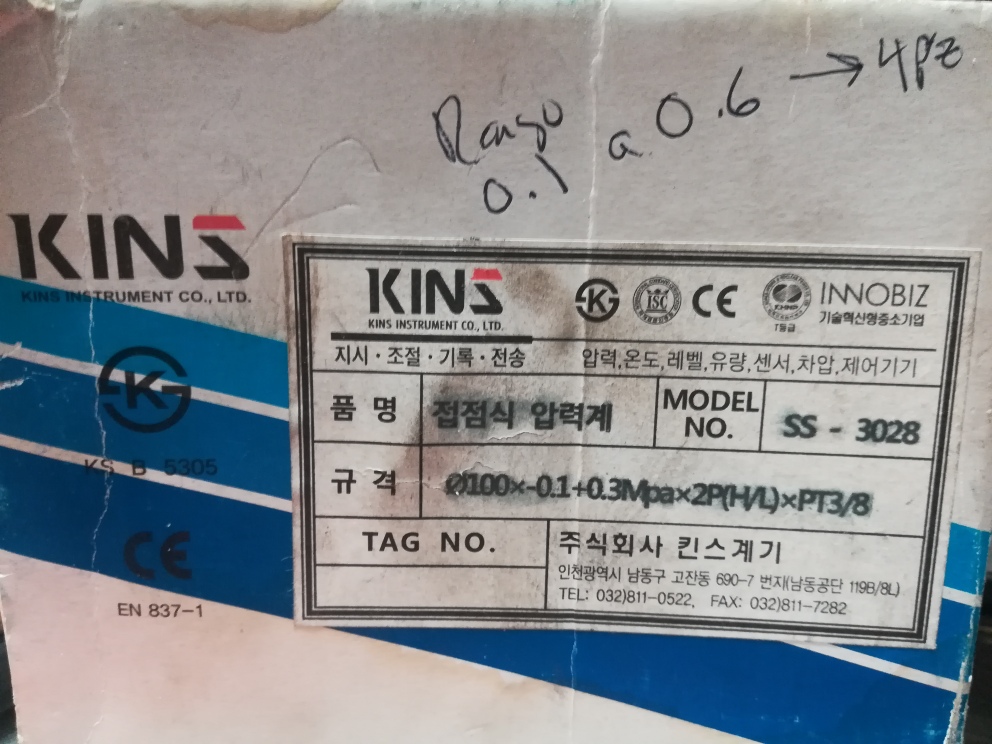 Rango → 4pz
0.1 a 0.6
KINS
KINS INSTRUMENT CO., LTD.
K
KS B 5305
CE
EN 837-1
KINS
KINS INSTRUMENT CO., LTD.
K ISC CE INNOBIZ
T등급 기술혁신형중소기업
지시 · 조절 · 기록 · 전송 압력,온도,레벨,유량,센서,차압,제어기기
품 명 접점식 압력계 MODEL NO. SS - 3028
규 격 Ø100×-0.1+0.3Mpa×2P(H/L)×PT3/8
TAG NO. 주식회사 킨스계기
인천광역시 남동구 고잔동 690-7 번지(남동공단 119B/8L)
TEL: 032)811-0522, FAX: 032)811-7282